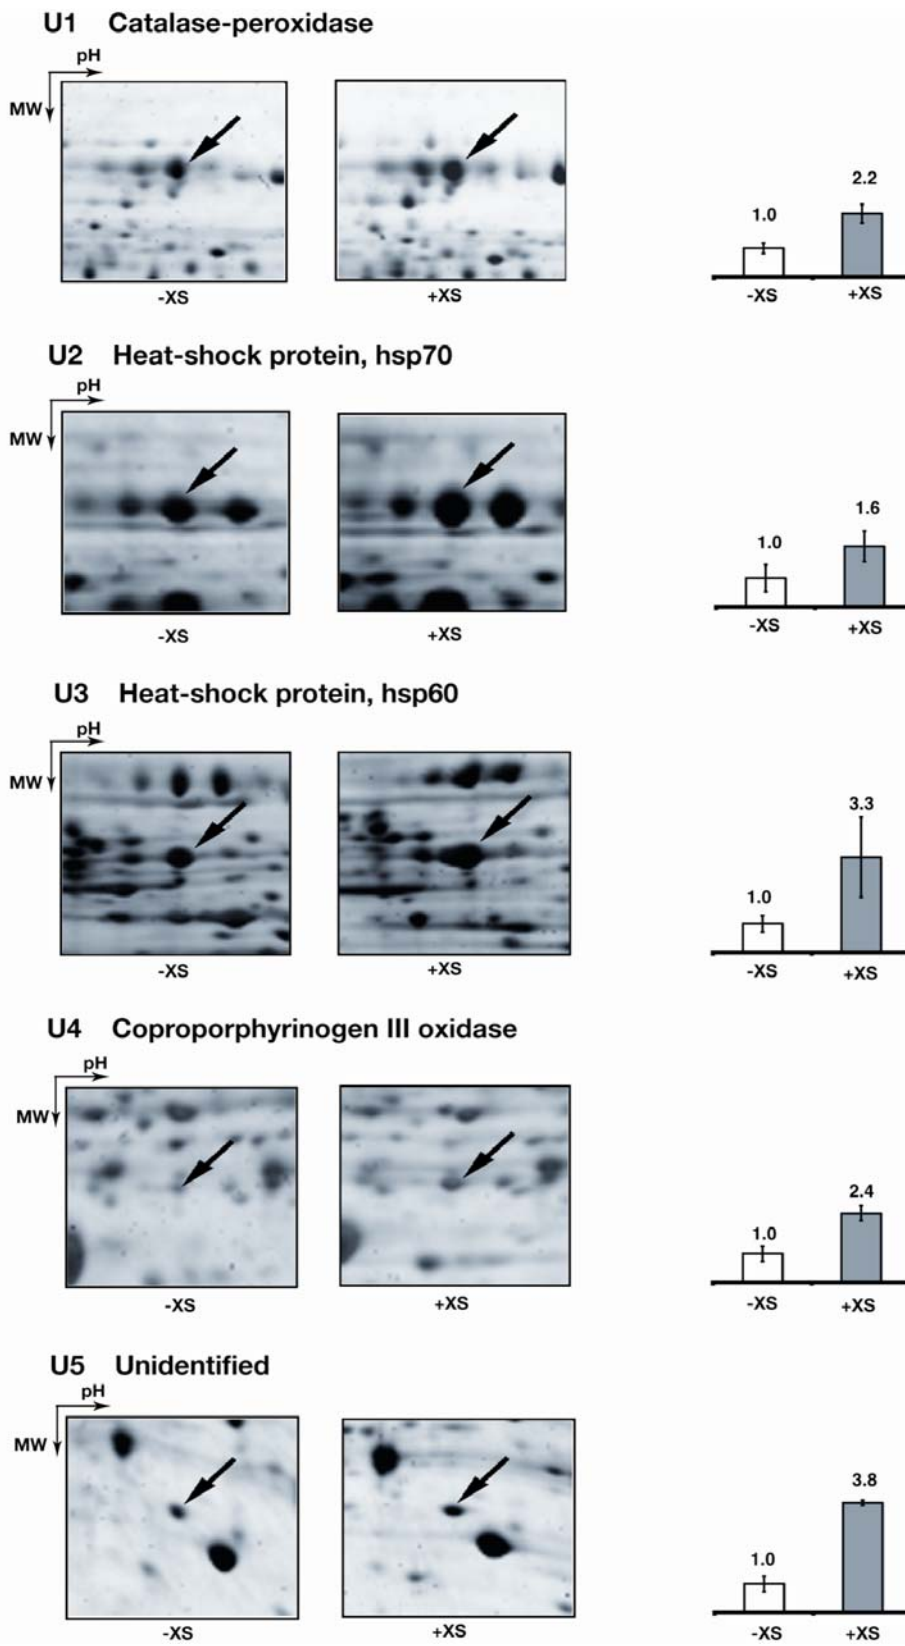 U1 Catalase-peroxidase
pH
MW
2.2
1.0
-XS +XS -XS +XS
U2 Heat-shock protein, hsp70
pH
MW
1.6
1.0
-XS +XS -XS +XS
U3 Heat-shock protein, hsp60
pH
MW
3.3
1.0
-XS +XS -XS +XS
U4 Coproporphyrinogen III oxidase
pH
MW
2.4
1.0
-XS +XS -XS +XS
U5 Unidentified
pH
MW
3.8
1.0
-XS +XS -XS +XS